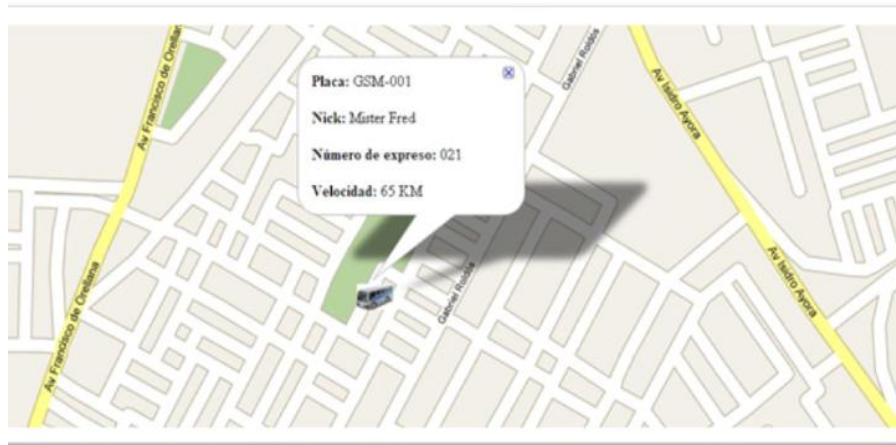 Placa: GSM-001
Nick: Mister Fred
Número de expreso: 021
Velocidad: 65 KM
Av Francisco de Orellana
Gabriel Roldós
Av Isidro Ayora
Av Francisco de Orellana
Gabriel Roldós
Av Isidro Ayora